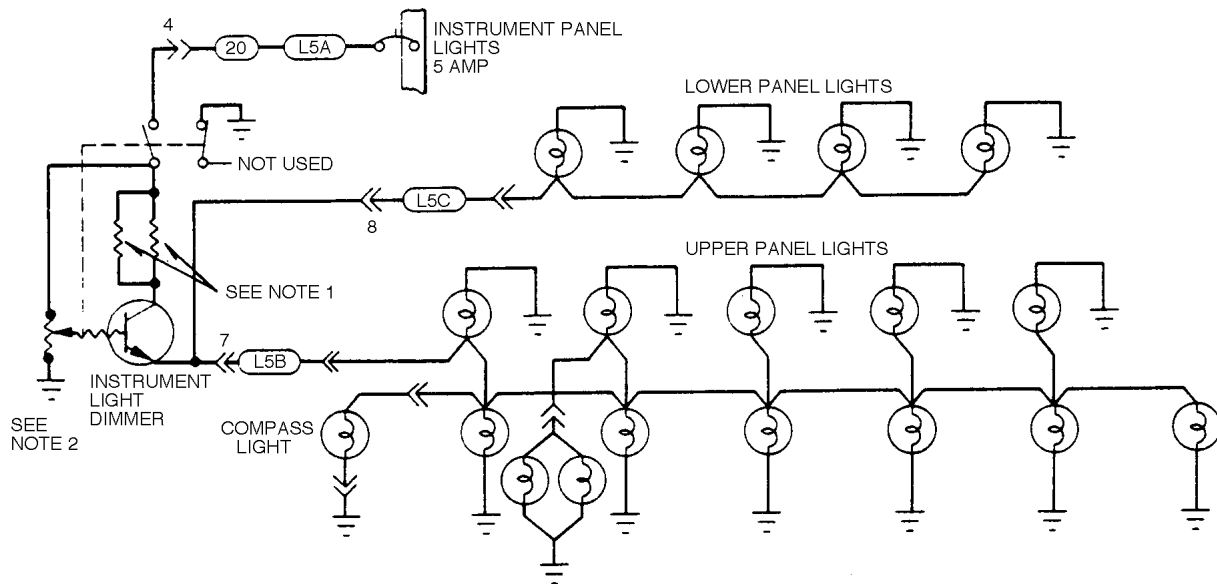 4
20
L5A
INSTRUMENT PANEL
LIGHTS
5 AMP
LOWER PANEL LIGHTS
NOT USED
L5C
8
UPPER PANEL LIGHTS
SEE NOTE 1
7
L5B
INSTRUMENT
LIGHT
DIMMER
SEE
NOTE 2
COMPASS
LIGHT